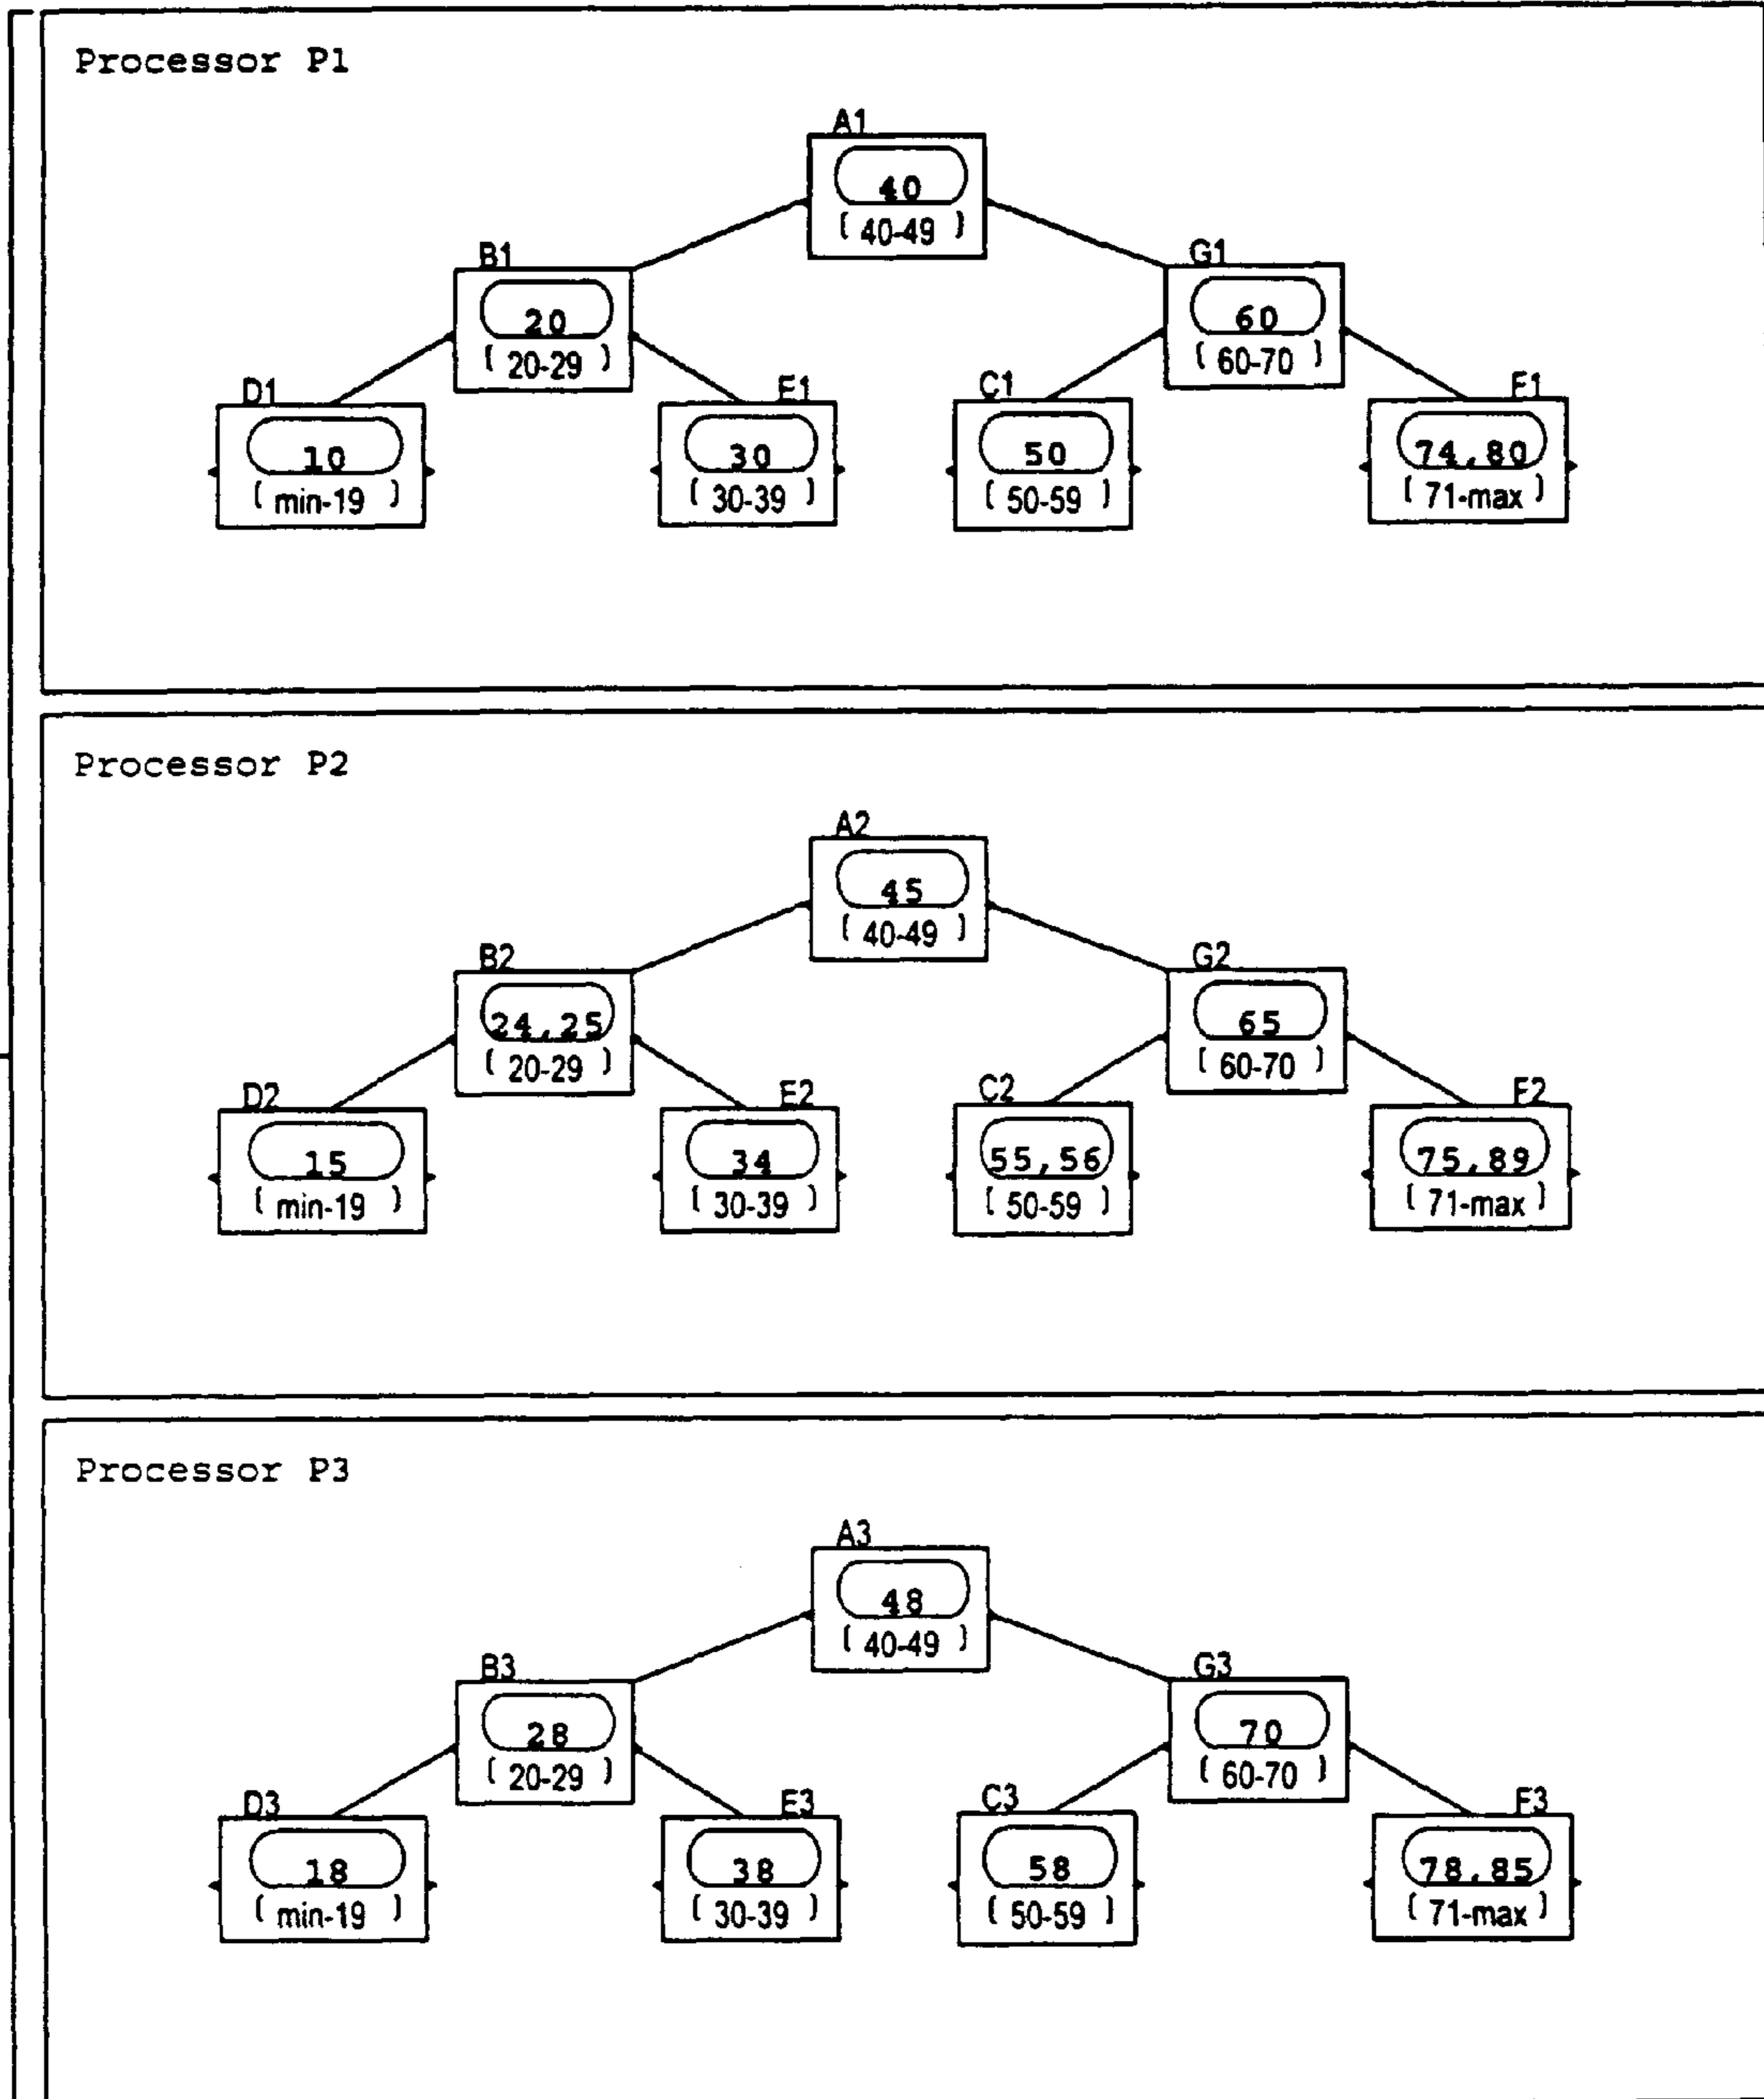 Processor P1
A1
40
( 40-49 )
B1
20
( 20-29 )
G1
60
( 60-70 )
D1
10
( min-19 )
E1
30
( 30-39 )
C1
50
( 50-59 )
F1
74,80
( 71-max )
Processor P2
A2
45
( 40-49 )
B2
24,25
( 20-29 )
G2
65
( 60-70 )
D2
15
( min-19 )
E2
34
( 30-39 )
C2
55,56
( 50-59 )
F2
75,89
( 71-max )
Processor P3
A3
48
( 40-49 )
B3
28
( 20-29 )
G3
70
( 60-70 )
D3
18
( min-19 )
E3
38
( 30-39 )
C3
58
( 50-59 )
F3
78,85
( 71-max )